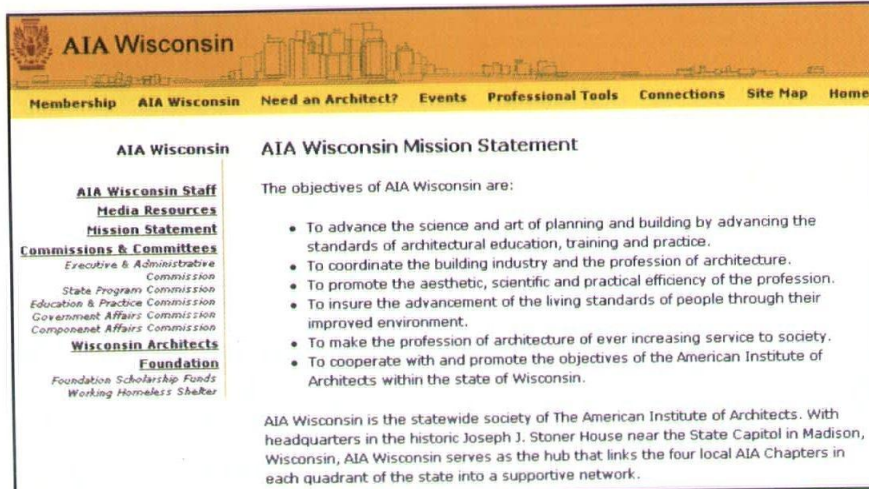 AIA Wisconsin
Membership AIA Wisconsin Need an Architect? Events Professional Tools Connections Site Map Home
AIA Wisconsin
AIA Wisconsin Staff
Media Resources
Mission Statement
Commissions & Committees
Executive & Administrative
Commission
State Program Commission
Education & Practice Commission
Government Affairs Commission
Componenet Affairs Commission
Wisconsin Architects
Foundation
Foundation Scholarship Funds
Working Homeless Shelter
AIA Wisconsin Mission Statement
The objectives of AIA Wisconsin are:
• To advance the science and art of planning and building by advancing the
standards of architectural education, training and practice.
• To coordinate the building industry and the profession of architecture.
• To promote the aesthetic, scientific and practical efficiency of the profession.
• To insure the advancement of the living standards of people through their
improved environment.
• To make the profession of architecture of ever increasing service to society.
• To cooperate with and promote the objectives of the American Institute of
Architects within the state of Wisconsin.
AIA Wisconsin is the statewide society of The American Institute of Architects. With
headquarters in the historic Joseph J. Stoner House near the State Capitol in Madison,
Wisconsin, AIA Wisconsin serves as the hub that links the four local AIA Chapters in
each quadrant of the state into a supportive network.